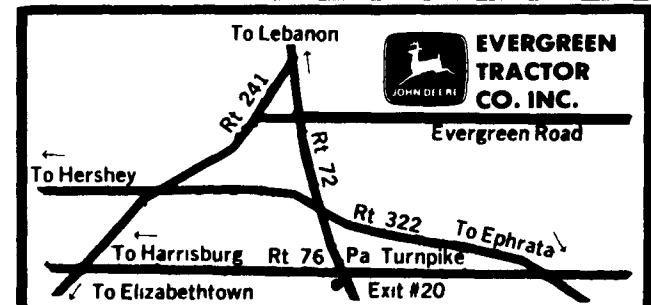 To Lebanon
EVERGREEN
TRACTOR
CO. INC.
JOHN DEERE
Rt 241
Evergreen Road
Rt 72
To Hershey
Rt 322
To Ephrata
To Harrisburg
Rt 76 Pa Turnpike
To Elizabethtown
Exit #20